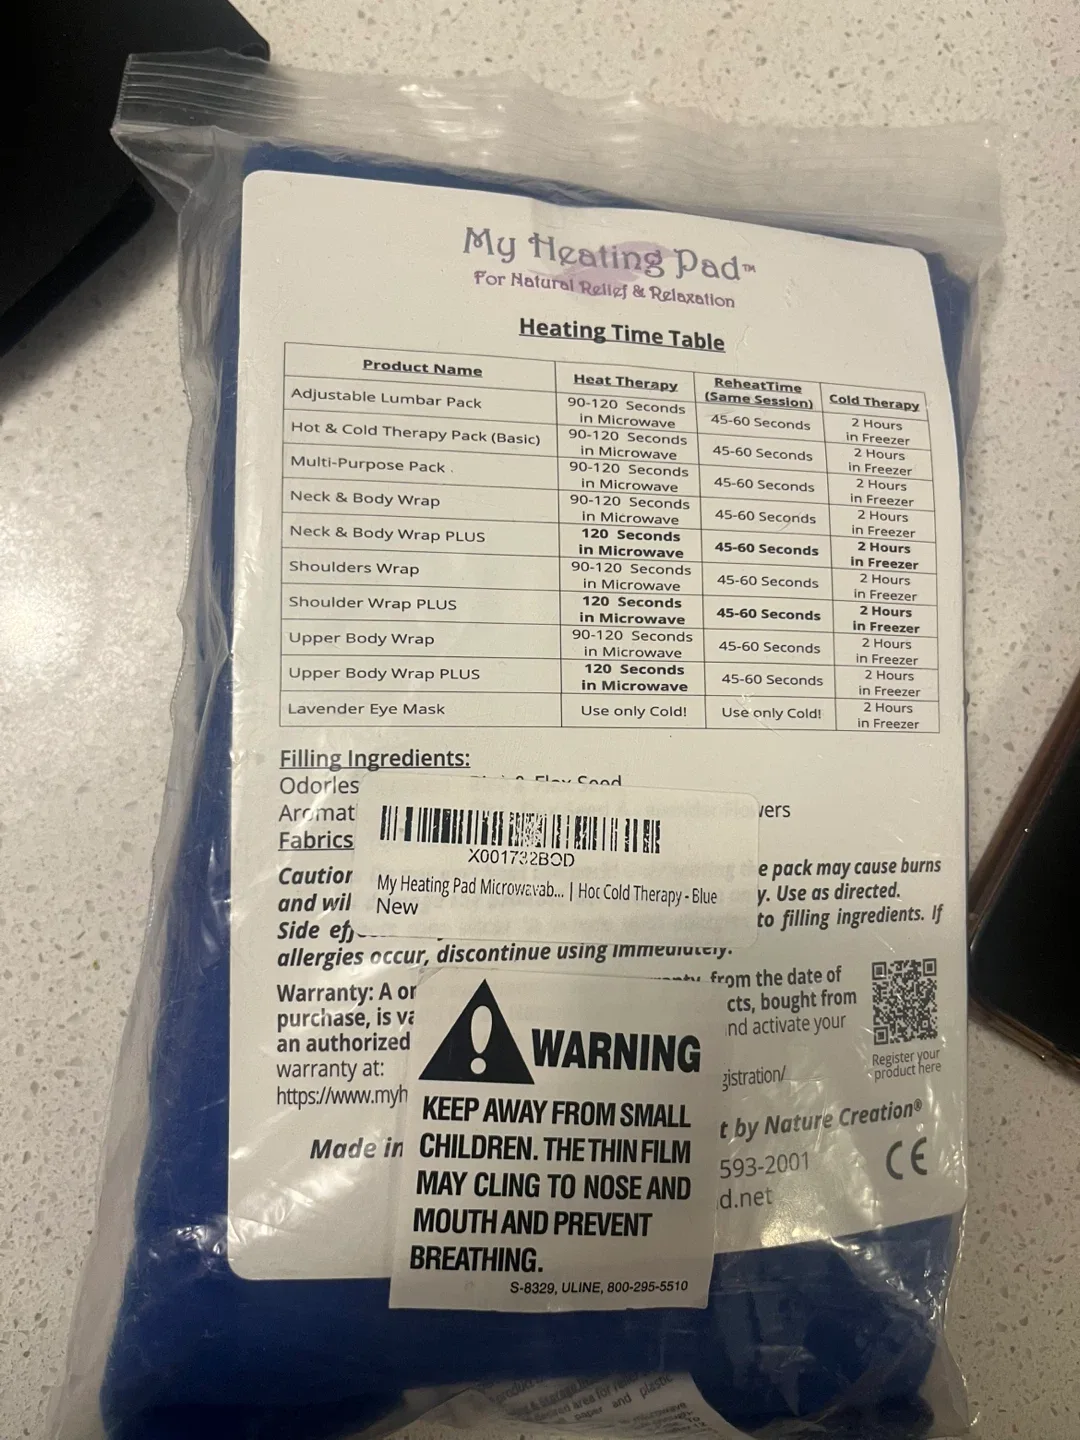 My Heating Pad™
For Natural Relief & Relaxation
Heating Time Table
Product Name Heat Therapy ReheatTime (Same Session) Cold Therapy
Adjustable Lumbar Pack 90-120 Seconds in Microwave 45-60 Seconds 2 Hours in Freezer
Hot & Cold Therapy Pack (Basic) 90-120 Seconds in Microwave 45-60 Seconds 2 Hours in Freezer
Multi-Purpose Pack 90-120 Seconds in Microwave 45-60 Seconds 2 Hours in Freezer
Neck & Body Wrap 90-120 Seconds in Microwave 45-60 Seconds 2 Hours in Freezer
Neck & Body Wrap PLUS 120 Seconds in Microwave 45-60 Seconds 2 Hours in Freezer
Shoulders Wrap 90-120 Seconds in Microwave 45-60 Seconds 2 Hours in Freezer
Shoulder Wrap PLUS 120 Seconds in Microwave 45-60 Seconds 2 Hours in Freezer
Upper Body Wrap 90-120 Seconds in Microwave 45-60 Seconds 2 Hours in Freezer
Upper Body Wrap PLUS 120 Seconds in Microwave 45-60 Seconds 2 Hours in Freezer
Lavender Eye Mask Use only Cold! Use only Cold! 2 Hours in Freezer
Filling Ingredients:
Odorles & Flax Seed
Aromat wers
Fabrics
Caution e pack may cause burns
and wil y. Use as directed.
Side eff to filling ingredients. If
allergies occur, discontinue using immediately.
X001732BOD
My Heating Pad Microwavab... | Hot Cold Therapy - Blue
New
Warranty: A or from the date of
purchase, is va cts, bought from
an authorized nd activate your
warranty at:
https://www.myh gistration/
Register your
product here
Made in t by Nature Creation®
593-2001
d.net
CE
WARNING
KEEP AWAY FROM SMALL
CHILDREN. THE THIN FILM
MAY CLING TO NOSE AND
MOUTH AND PREVENT
BREATHING.
S-8329, ULINE, 800-295-5510
paper and plastic